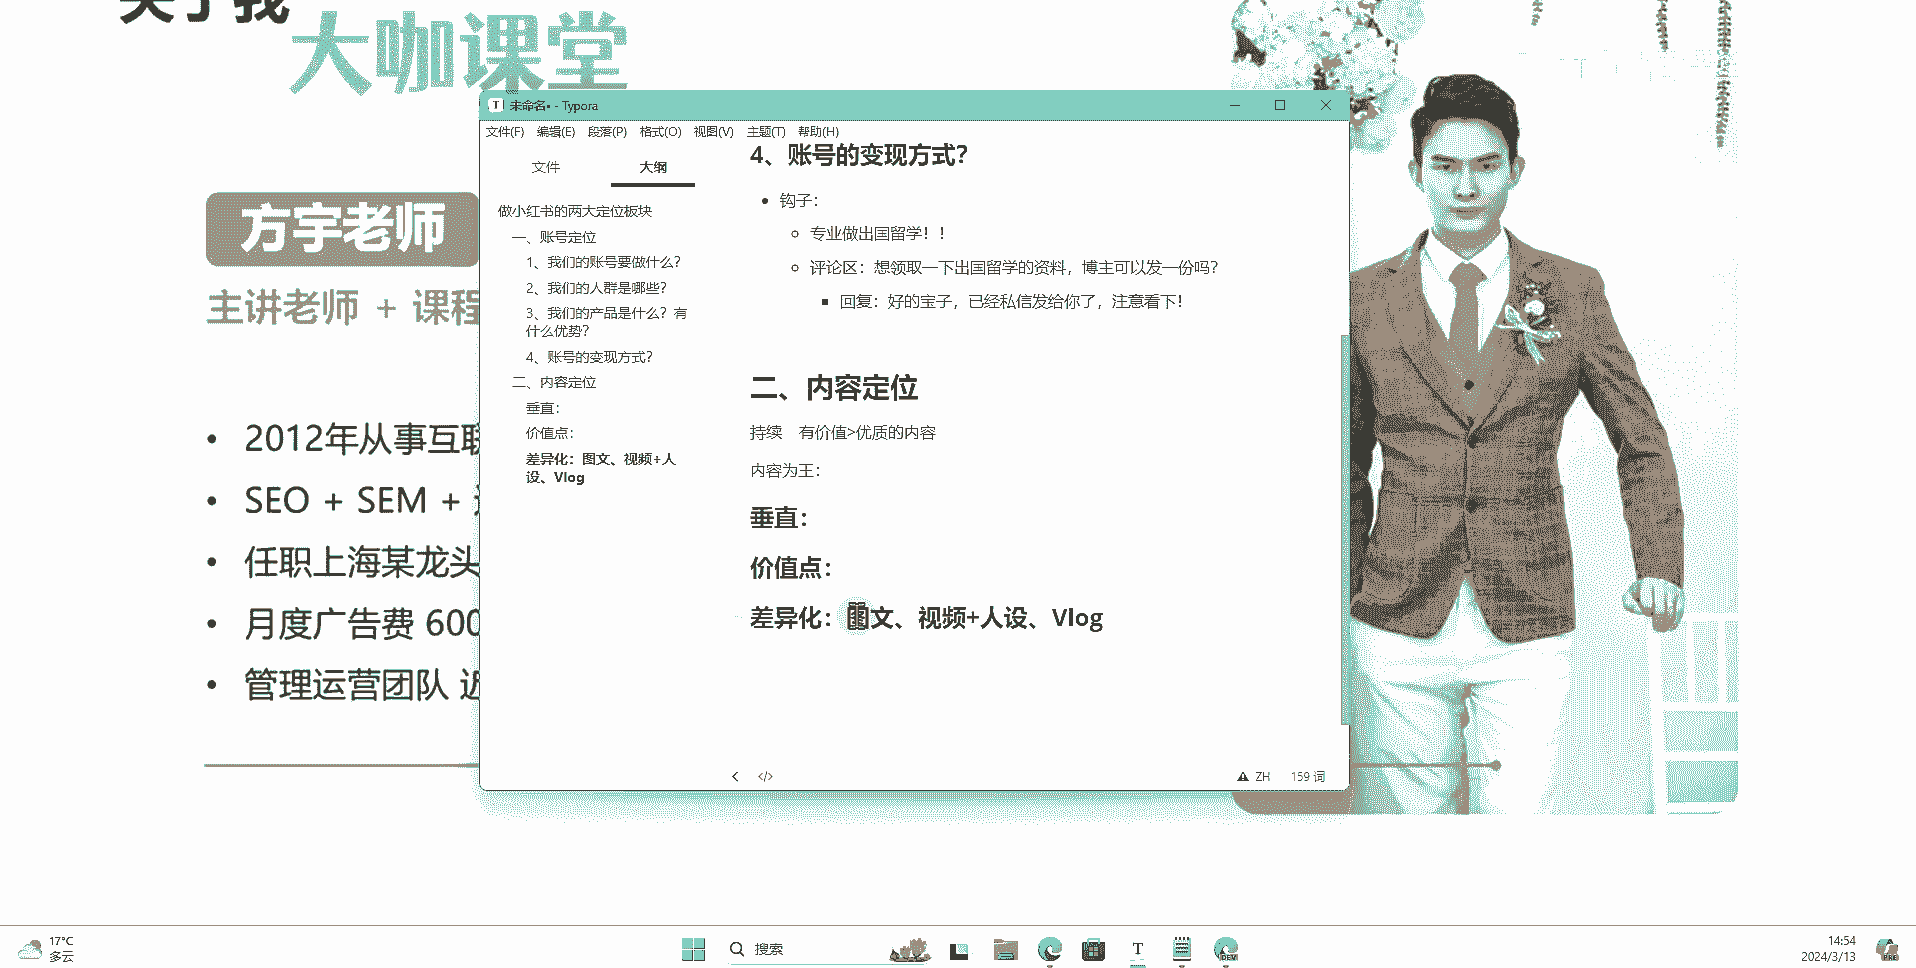 关于我
大咖课堂
方宇老师
主讲老师 + 课程
• 2012年从事互联
• SEO + SEM +
• 任职上海某龙头
• 月度广告费 600
• 管理运营团队 近
未命名• - Typora
文件(F) 编辑(E) 段落(P) 格式(O) 视图(V) 主题(T) 帮助(H)
文件 大纲
做小红书的两大定位板块
一、账号定位
1、我们的账号要做什么?
2、我们的人群是哪些?
3、我们的产品是什么? 有
什么优势?
4、账号的变现方式?
二、内容定位
垂直:
价值点:
差异化: 图文、视频+人
设、Vlog
4、账号的变现方式?
• 钩子:
◦ 专业做出国留学! !
◦ 评论区: 想领取一下出国留学的资料, 博主可以发一份吗?
▪ 回复: 好的宝子, 已经私信发给你了, 注意看下!
二、内容定位
持续 有价值>优质的内容
内容为王:
垂直:
价值点:
差异化: 图文、视频+人设、Vlog
</> ZH 159 词
17°C
多云
搜索
DEV
14:54
2024/3/13
PRE